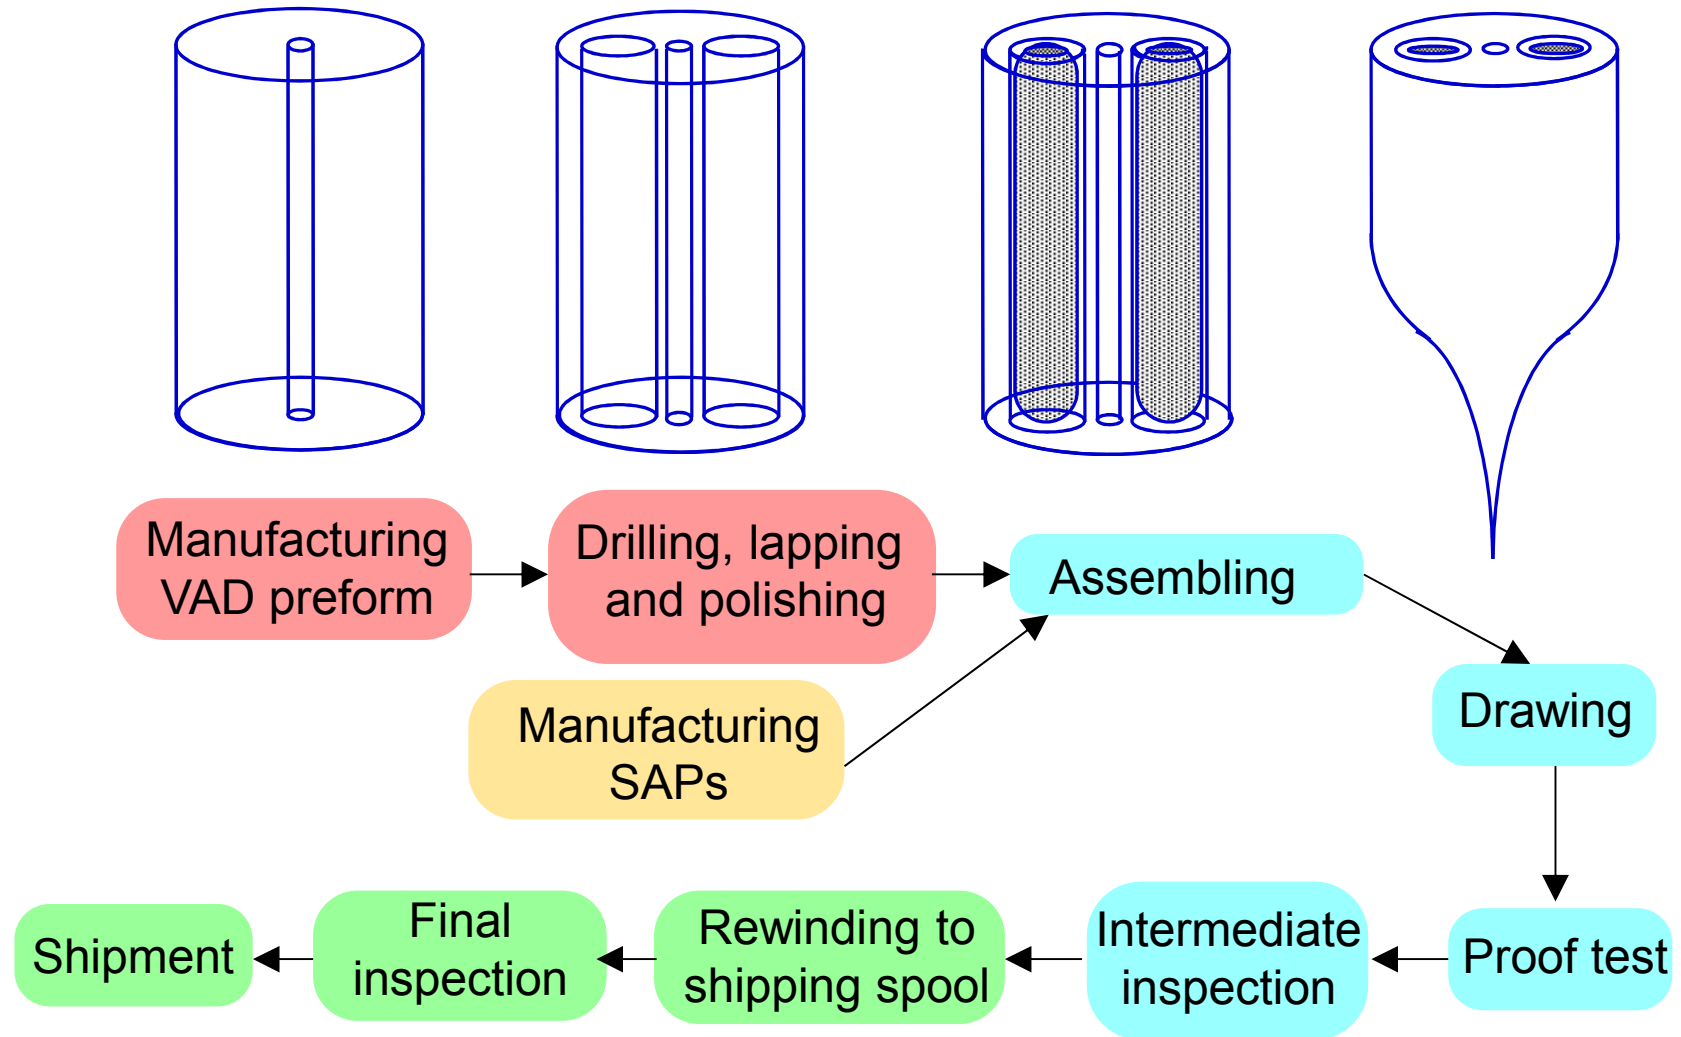 Manufacturing
VAD preform
Drilling, lapping
and polishing
Assembling
Manufacturing
SAPs
Drawing
Proof test
Intermediate
inspection
Rewinding to
shipping spool
Final
inspection
Shipment